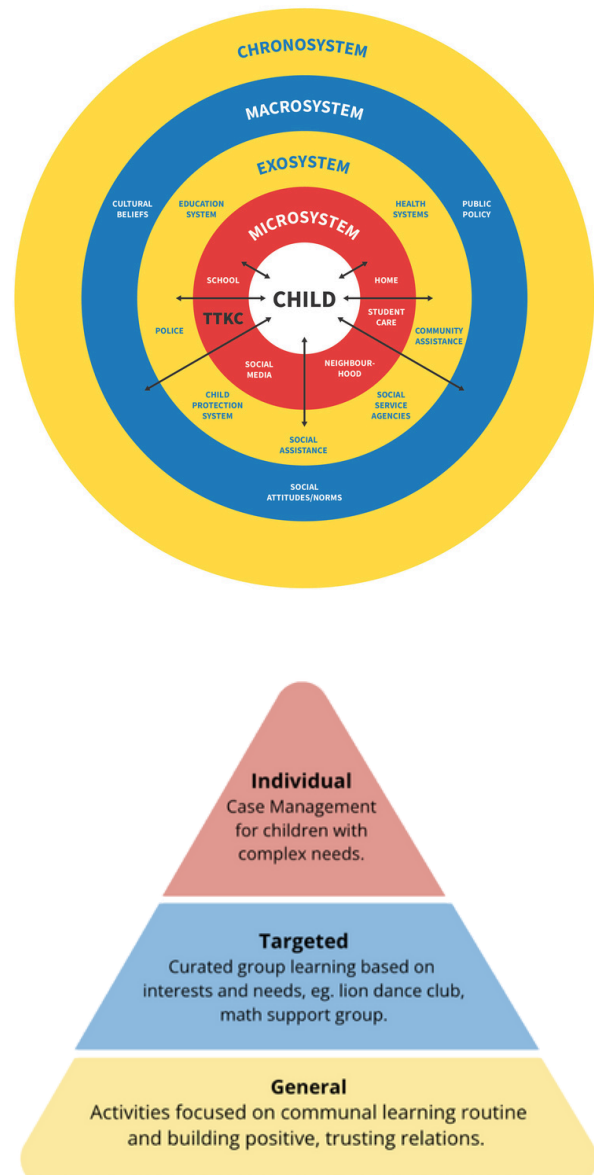 CHRONOSYSTEM
MACROSYSTEM
EXOSYSTEM
CULTURAL
BELIEFS
EDUCATION
SYSTEM
HEALTH
SYSTEMS
PUBLIC
POLICY
MICROSYSTEM
SCHOOL
HOME
CHILD
TTKC
STUDENT
CARE
POLICE
COMMUNITY
ASSISTANCE
SOCIAL
MEDIA
NEIGHBOUR-
HOOD
CHILD
PROTECTION
SYSTEM
SOCIAL
SERVICE
AGENCIES
SOCIAL
ASSISTANCE
SOCIAL
ATTITUDES/NORMS
Individual
Case Management
for children with
complex needs.
Targeted
Curated group learning based on
interests and needs, eg. lion dance club,
math support group.
General
Activities focused on communal learning routine
and building positive, trusting relations.